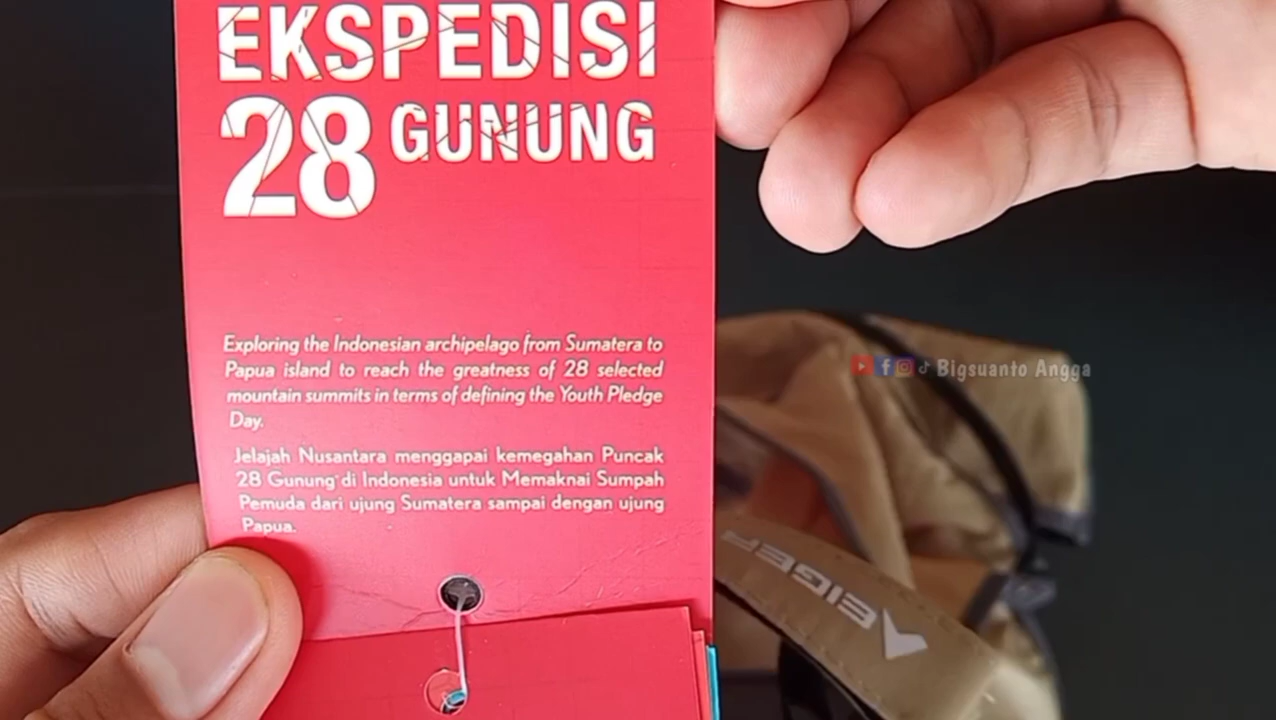 EKSPEDISI
28 GUNUNG
Exploring the Indonesian archipelago from Sumatera to
Papua island to reach the greatness of 28 selected
mountain summits in terms of defining the Youth Pledge
Day.
Jelajah Nusantara menggapai kemegahan Puncak
28 Gunung di Indonesia untuk Memaknai Sumpah
Pemuda dari ujung Sumatera sampai dengan ujung
Papua.
Bigsuanto Angga
EIGER